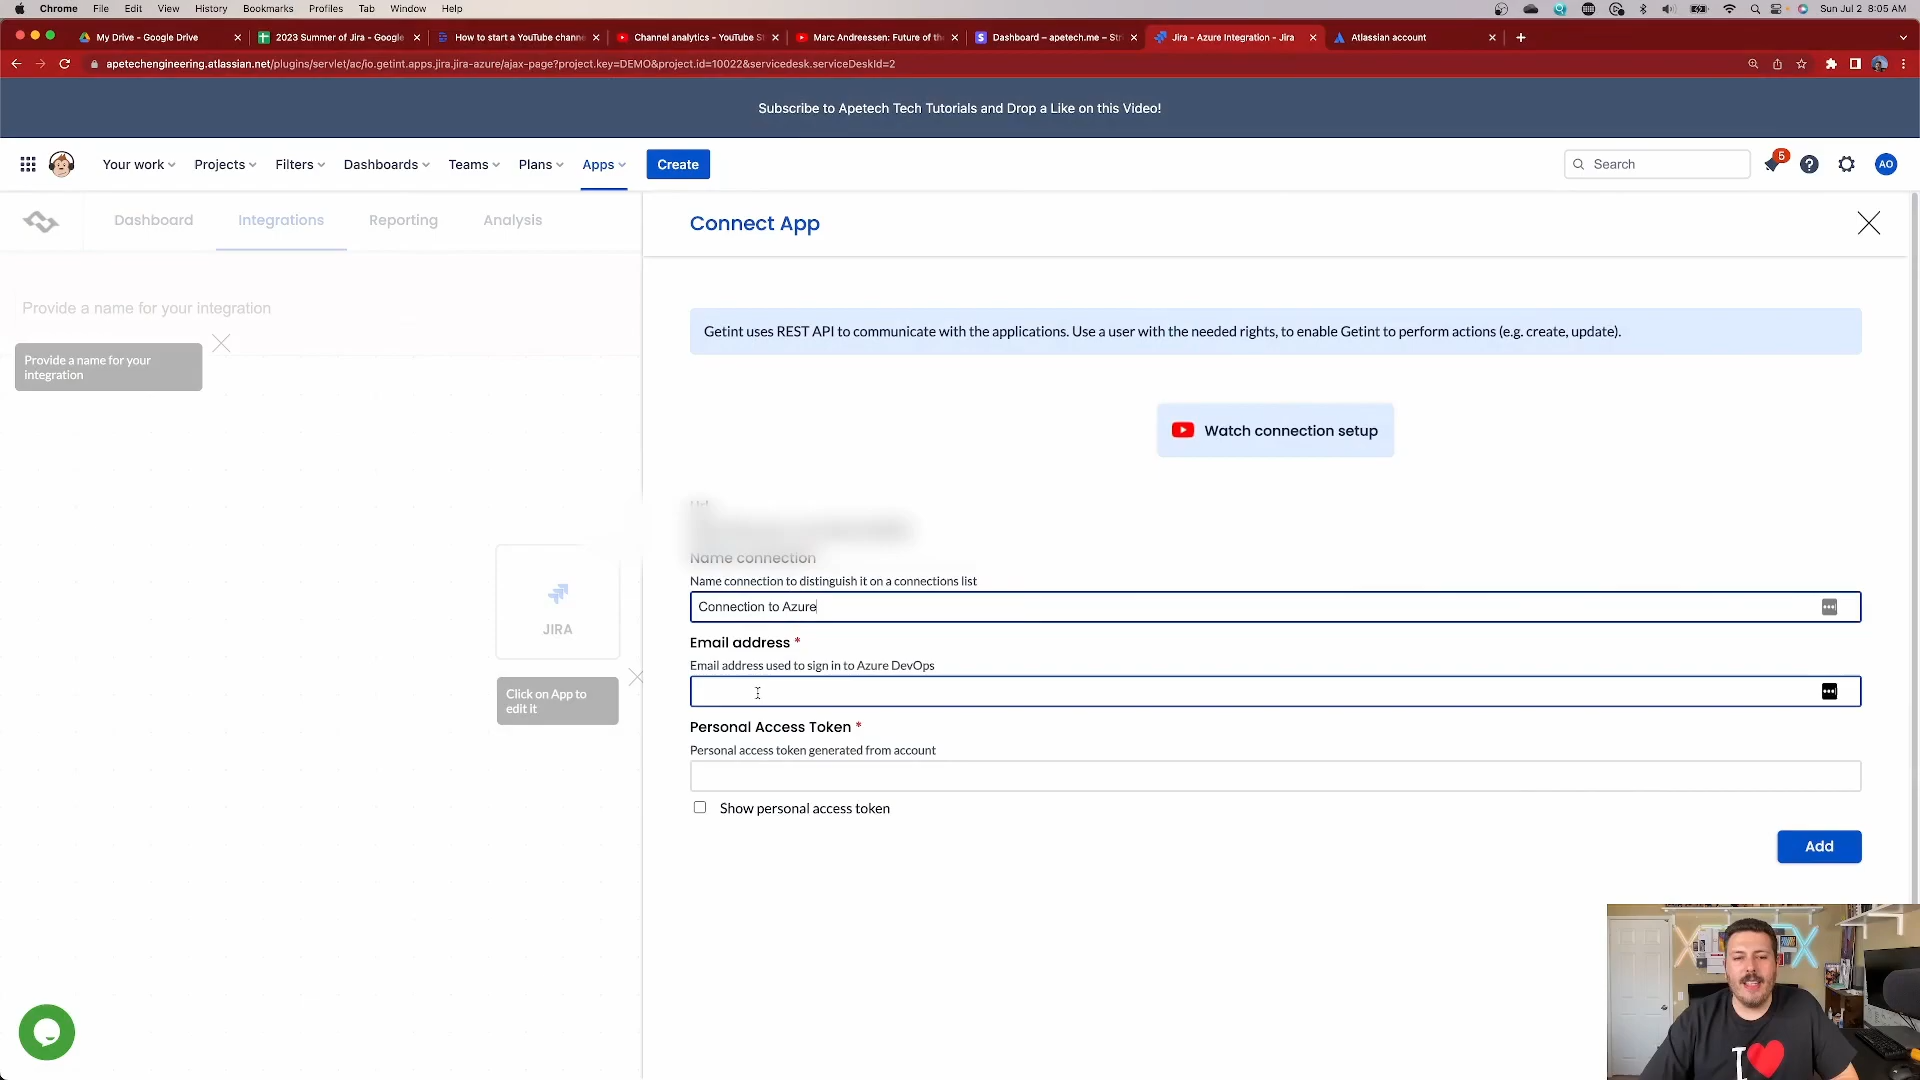 Chrome File Edit View History Bookmarks Profiles Tab Window Help Sun Jul 2 8:05 AM
My Drive - Google Drive 2023 Summer of Jira - Google How to start a YouTube channe Channel analytics - YouTube St Marc Andreessen: Future of the Dashboard – apetech.me – Stri Jira - Azure Integration - Jira Atlassian account
apetechengineering.atlassian.net/plugins/servlet/ac/io.getint.apps.jira.jira-azure/ajax-page?project.key=DEMO&project.id=10022&servicedesk.serviceDeskId=2
Subscribe to Apetech Tech Tutorials and Drop a Like on this Video!
Your work Projects Filters Dashboards Teams Plans Apps Create Search 5 AO
Dashboard Integrations Reporting Analysis
Connect App
Provide a name for your integration
Provide a name for your
integration
Getint uses REST API to communicate with the applications. Use a user with the needed rights, to enable Getint to perform actions (e.g. create, update).
Watch connection setup
Name connection
Name connection to distinguish it on a connections list
Connection to Azure
JIRA
Click on App to
edit it
Email address *
Email address used to sign in to Azure DevOps
Personal Access Token *
Personal access token generated from account
Show personal access token
Add
I